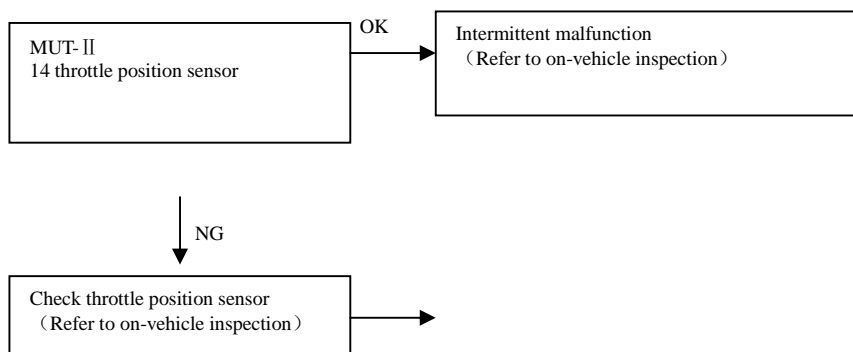 MUT-Ⅱ
14 throttle position sensor
OK
Intermittent malfunction
（Refer to on-vehicle inspection）
NG
Check throttle position sensor
（Refer to on-vehicle inspection）